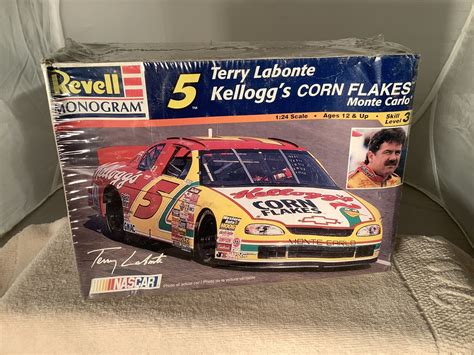 Revell
MONOGRAM
5
Terry Labonte
Kellogg's CORN FLAKES
Monte Carlo
1:24 Scale • Ages 12 & Up • Skill Level 3
Kellogg's
5
Kellogg's
CORN
FLAKES
MONTE CARLO
Terry Labonte
NASCAR